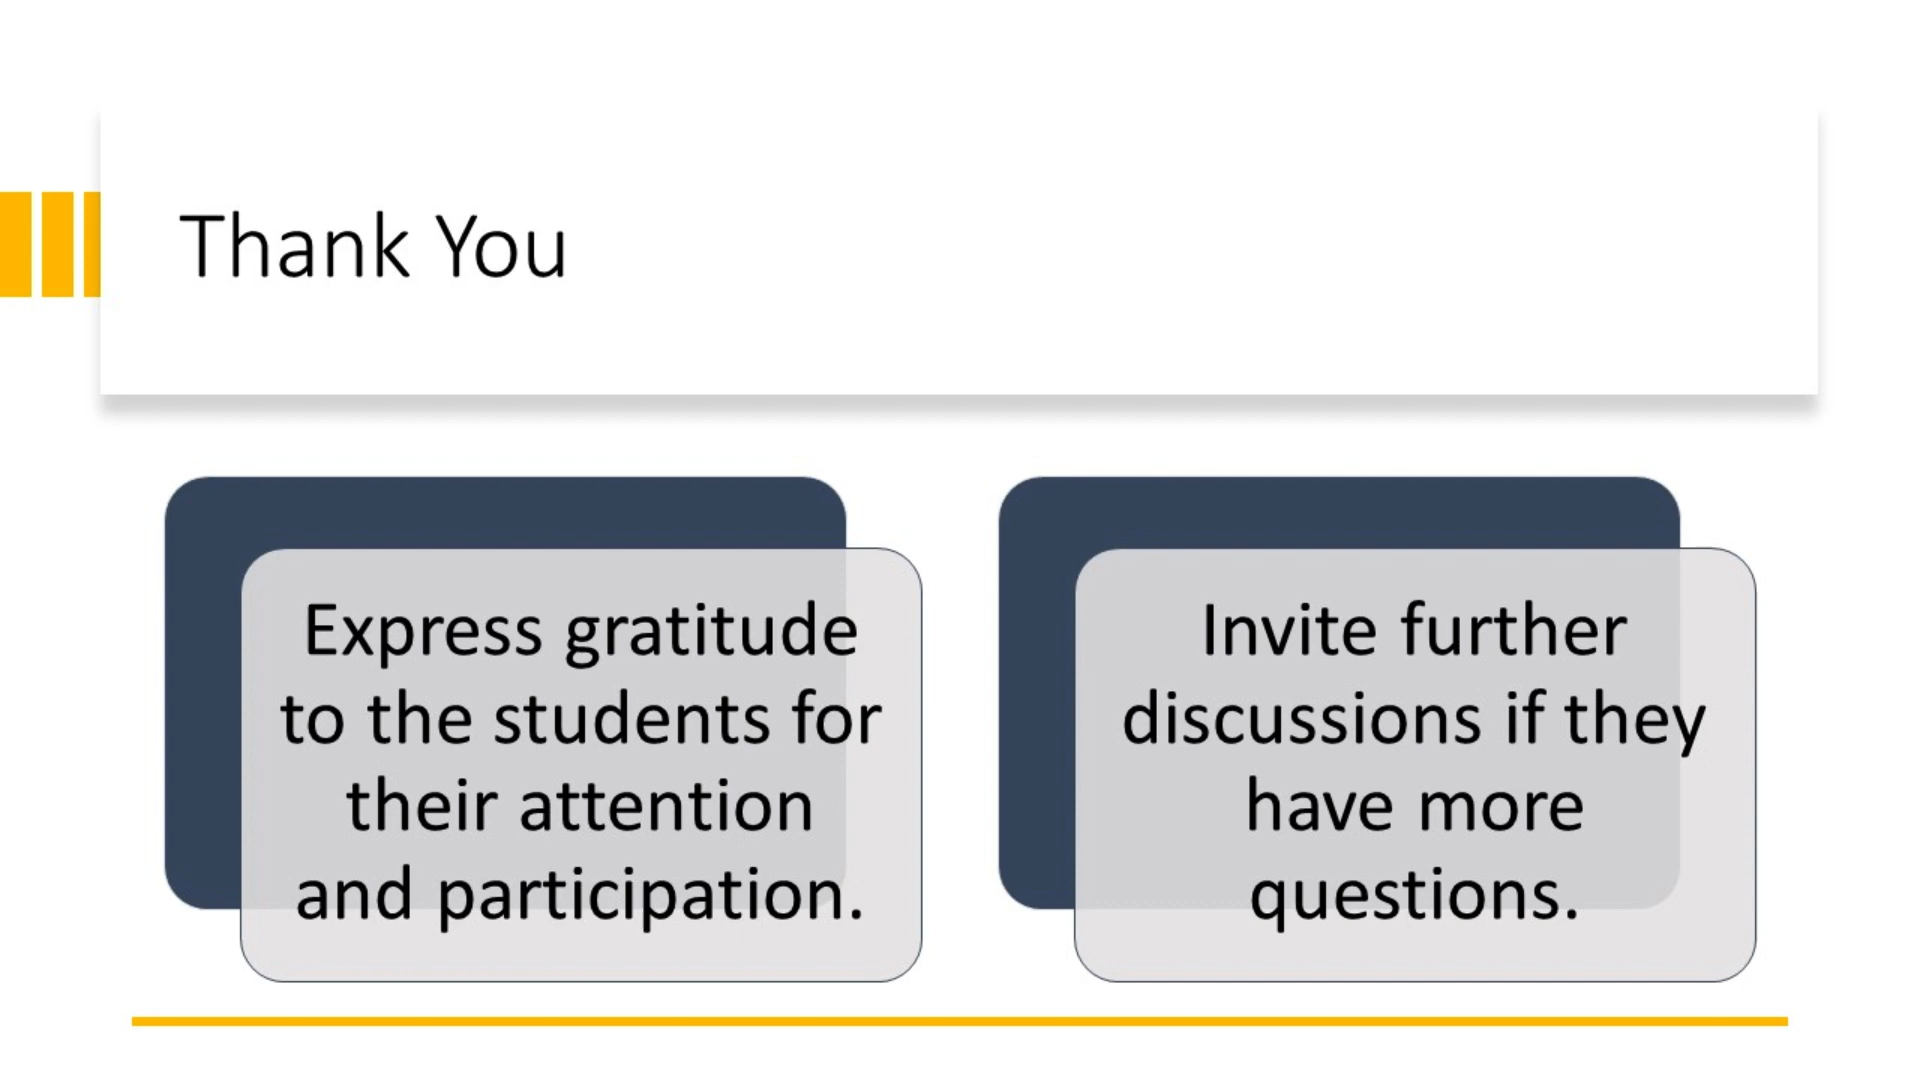 Thank You
Express gratitude
to the students for
their attention
and participation.
Invite further
discussions if they
have more
questions.